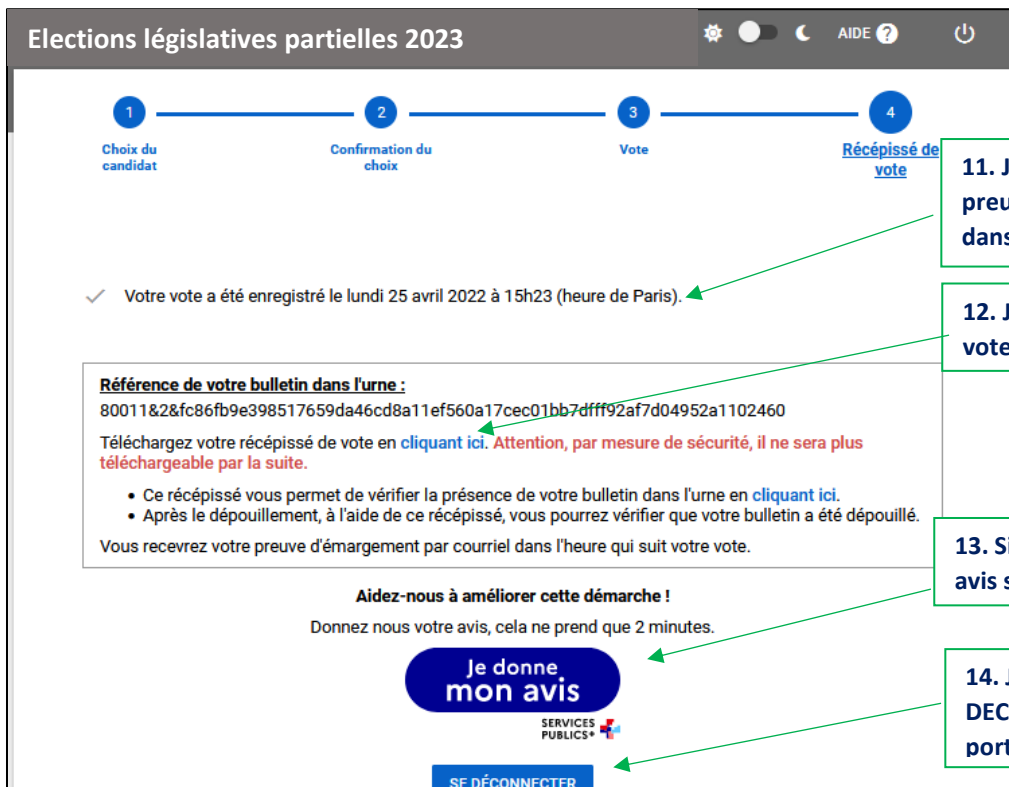 Elections législatives partielles 2023
AIDE ?
1
2
3
4
Choix du
candidat
Confirmation du
choix
Vote
Récépissé de
vote
11. J
preu
dans
Votre vote a été enregistré le lundi 25 avril 2022 à 15h23 (heure de Paris).
12. J
vote
Référence de votre bulletin dans l'urne :
80011&2&fc86fb9e398517659da46cd8a11ef560a17cec01bb7dfff92af7d04952a1102460
Téléchargez votre récépissé de vote en cliquant ici. Attention, par mesure de sécurité, il ne sera plus
téléchargeable par la suite.
• Ce récépissé vous permet de vérifier la présence de votre bulletin dans l'urne en cliquant ici.
• Après le dépouillement, à l'aide de ce récépissé, vous pourrez vérifier que votre bulletin a été dépouillé.
Vous recevrez votre preuve d'émargement par courriel dans l'heure qui suit votre vote.
13. Si
avis s
Aidez-nous à améliorer cette démarche !
Donnez nous votre avis, cela ne prend que 2 minutes.
Je donne
mon avis
SERVICES
PUBLICS+
14. J
DEC
port
SE DÉCONNECTER